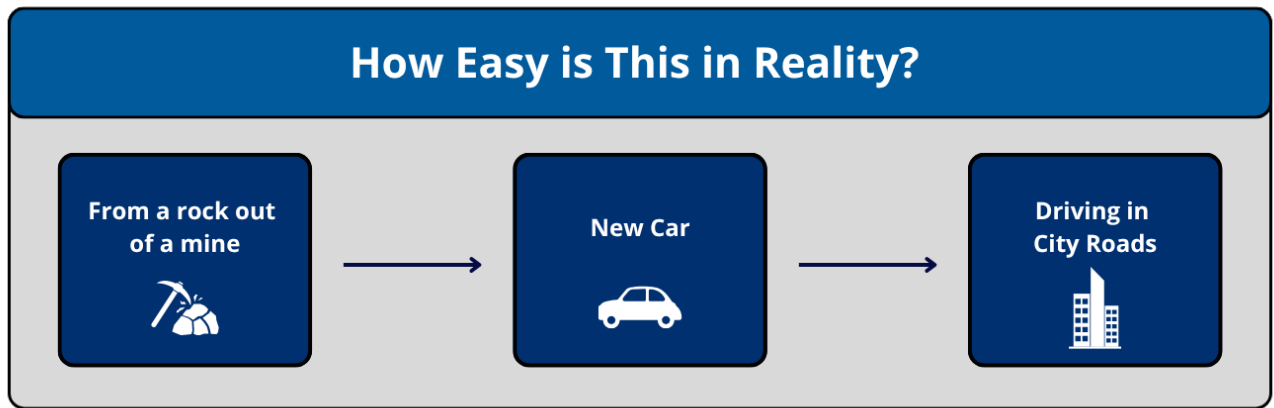 How Easy is This in Reality?
From a rock out
of a mine
New Car
Driving in
City Roads